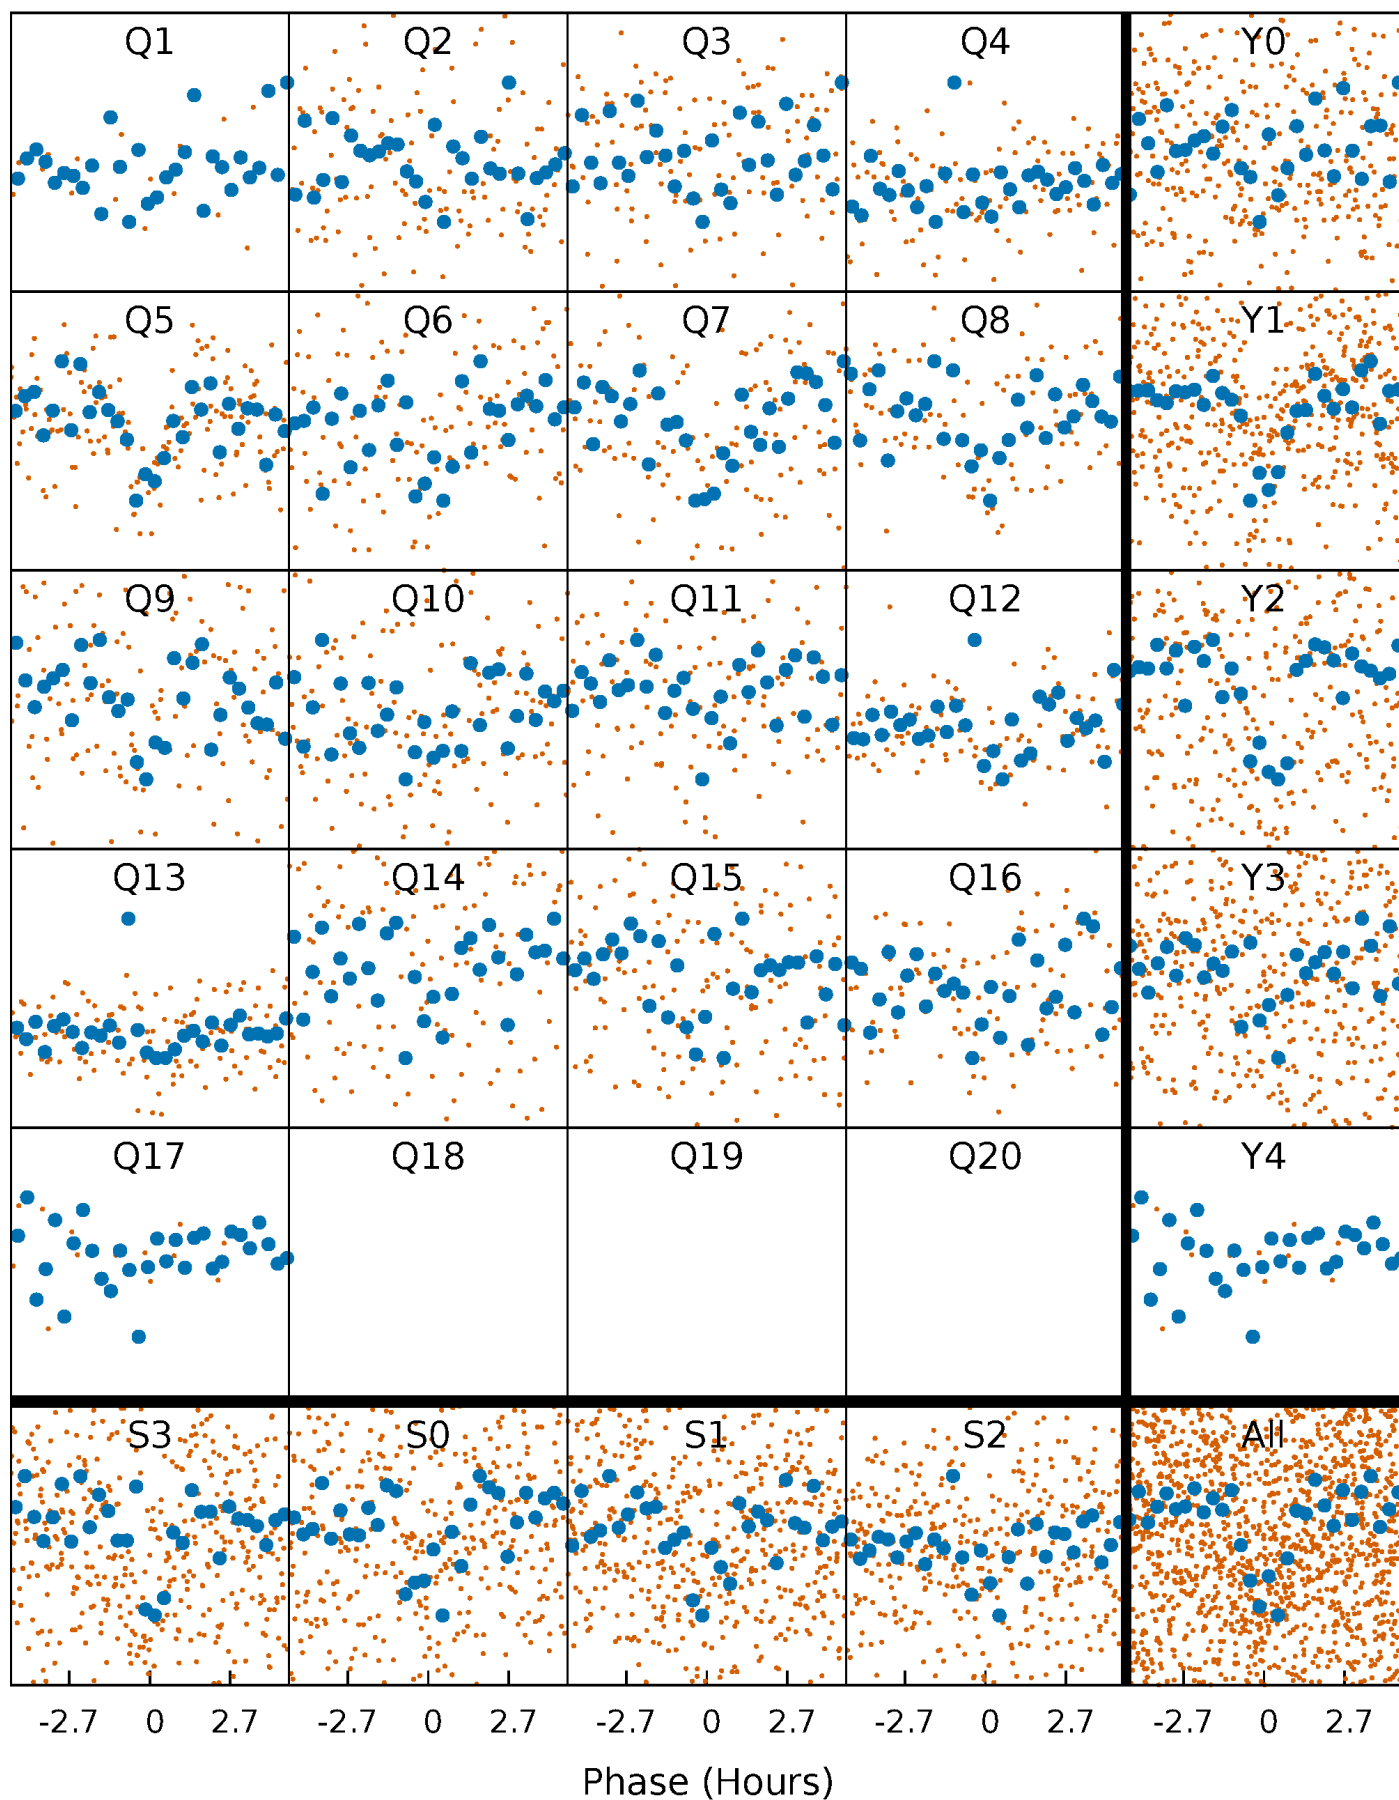 Q1 Q2 Q3 Q4 Y0
Q5 Q6 Q7 Q8 Y1
Q9 Q10 Q11 Q12 Y2
Q13 Q14 Q15 Q16 Y3
Q17 Q18 Q19 Q20 Y4
S3 S0 S1 S2 All
-2.7 0 2.7 -2.7 0 2.7 -2.7 0 2.7 -2.7 0 2.7 -2.7 0 2.7
Phase (Hours)